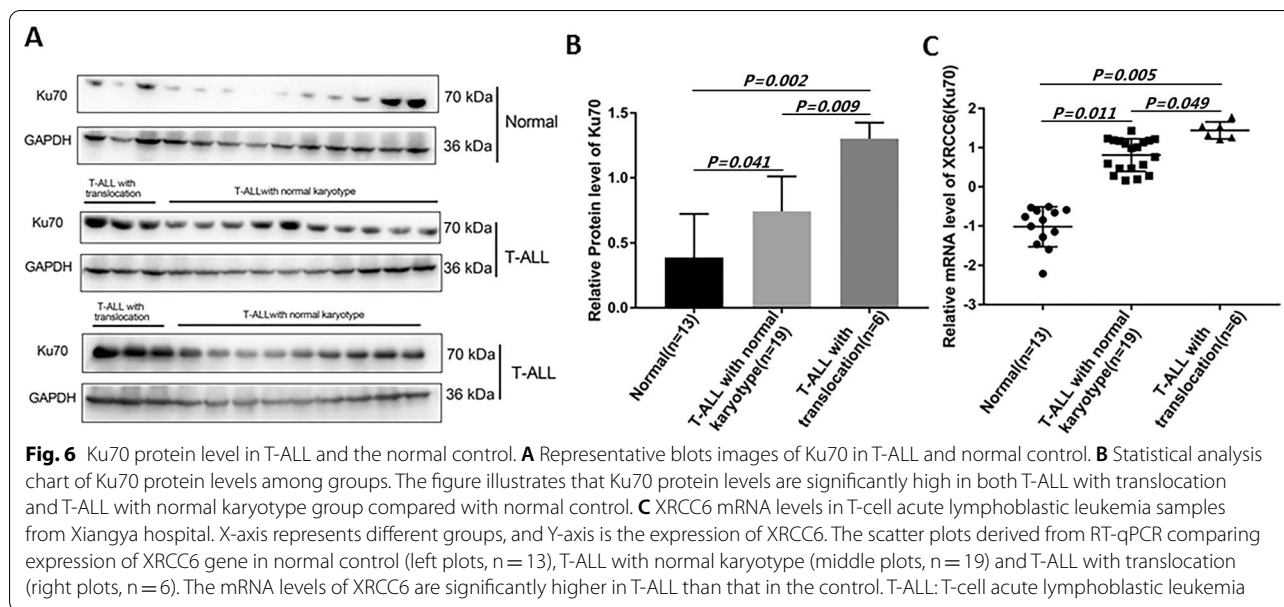 A
Ku70
70 kDa
GAPDH
36 kDa
Normal
T-ALL with
translocation
T-ALLwith normal karyotype
Ku70
70 kDa
GAPDH
36 kDa
T-ALL
T-ALL with
translocation
T-ALLwith normal karyotype
Ku70
70 kDa
GAPDH
36 kDa
T-ALL
B
Relative Protein level of Ku70
1.5
1.0
0.5
0.0
P=0.002
P=0.009
P=0.041
Normal(n=13)
T-ALL with normal
karyotype(n=19)
T-ALL with
translocation(n=6)
C
Relative mRNA level of XRCC6(Ku70)
3
2
1
0
-1
-2
-3
P=0.005
P=0.011
P=0.049
Normal(n=13)
T-ALL with normal
karyotype(n=19)
T-ALL with
translocation(n=6)
Fig. 6 Ku70 protein level in T-ALL and the normal control. A Representative blots images of Ku70 in T-ALL and normal control. B Statistical analysis
chart of Ku70 protein levels among groups. The figure illustrates that Ku70 protein levels are significantly high in both T-ALL with translocation
and T-ALL with normal karyotype group compared with normal control. C XRCC6 mRNA levels in T-cell acute lymphoblastic leukemia samples
from Xiangya hospital. X-axis represents different groups, and Y-axis is the expression of XRCC6. The scatter plots derived from RT-qPCR comparing
expression of XRCC6 gene in normal control (left plots, n = 13), T-ALL with normal karyotype (middle plots, n = 19) and T-ALL with translocation
(right plots, n = 6). The mRNA levels of XRCC6 are significantly higher in T-ALL than that in the control. T-ALL: T-cell acute lymphoblastic leukemia